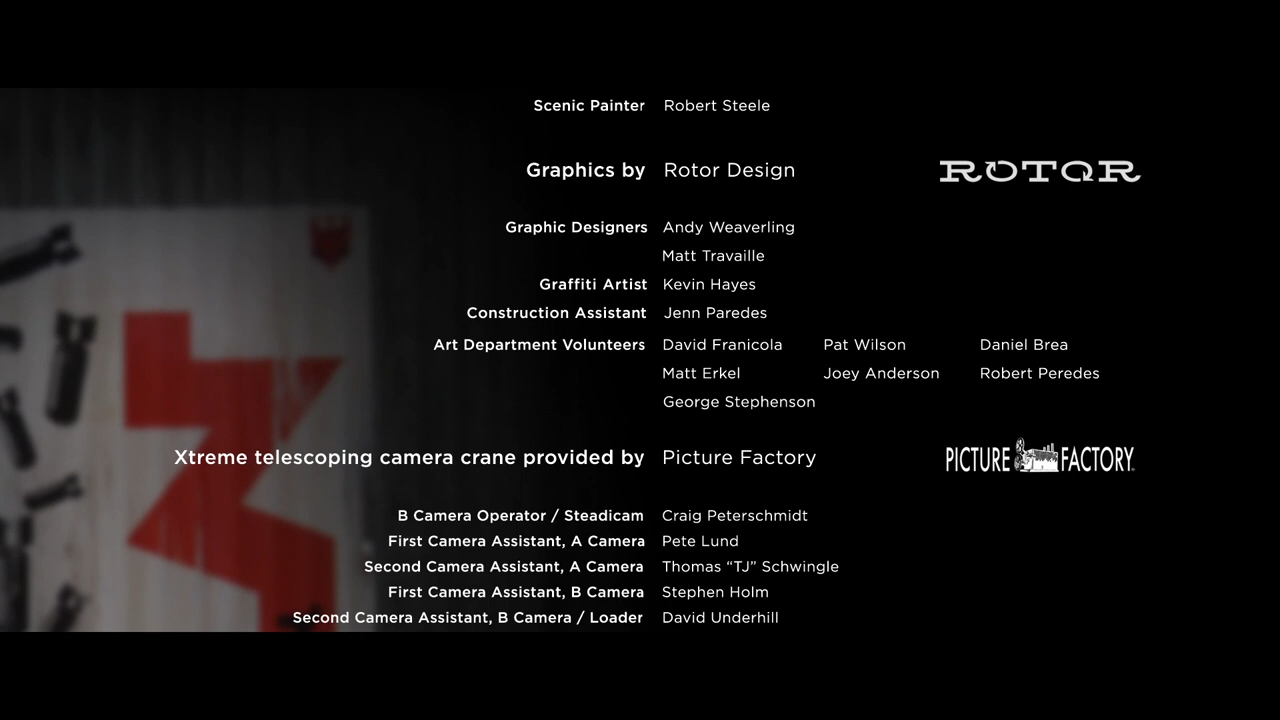 Scenic Painter Robert Steele
Graphics by Rotor Design ROTOR
Graphic Designers Andy Weaverling
Matt Travaille
Graffiti Artist Kevin Hayes
Construction Assistant Jenn Paredes
Art Department Volunteers David Franicola Pat Wilson Daniel Brea
Matt Erkel Joey Anderson Robert Peredes
George Stephenson
Xtreme telescoping camera crane provided by Picture Factory PICTURE FACTORY
B Camera Operator / Steadicam Craig Peterschmidt
First Camera Assistant, A Camera Pete Lund
Second Camera Assistant, A Camera Thomas “TJ” Schwingle
First Camera Assistant, B Camera Stephen Holm
Second Camera Assistant, B Camera / Loader David Underhill